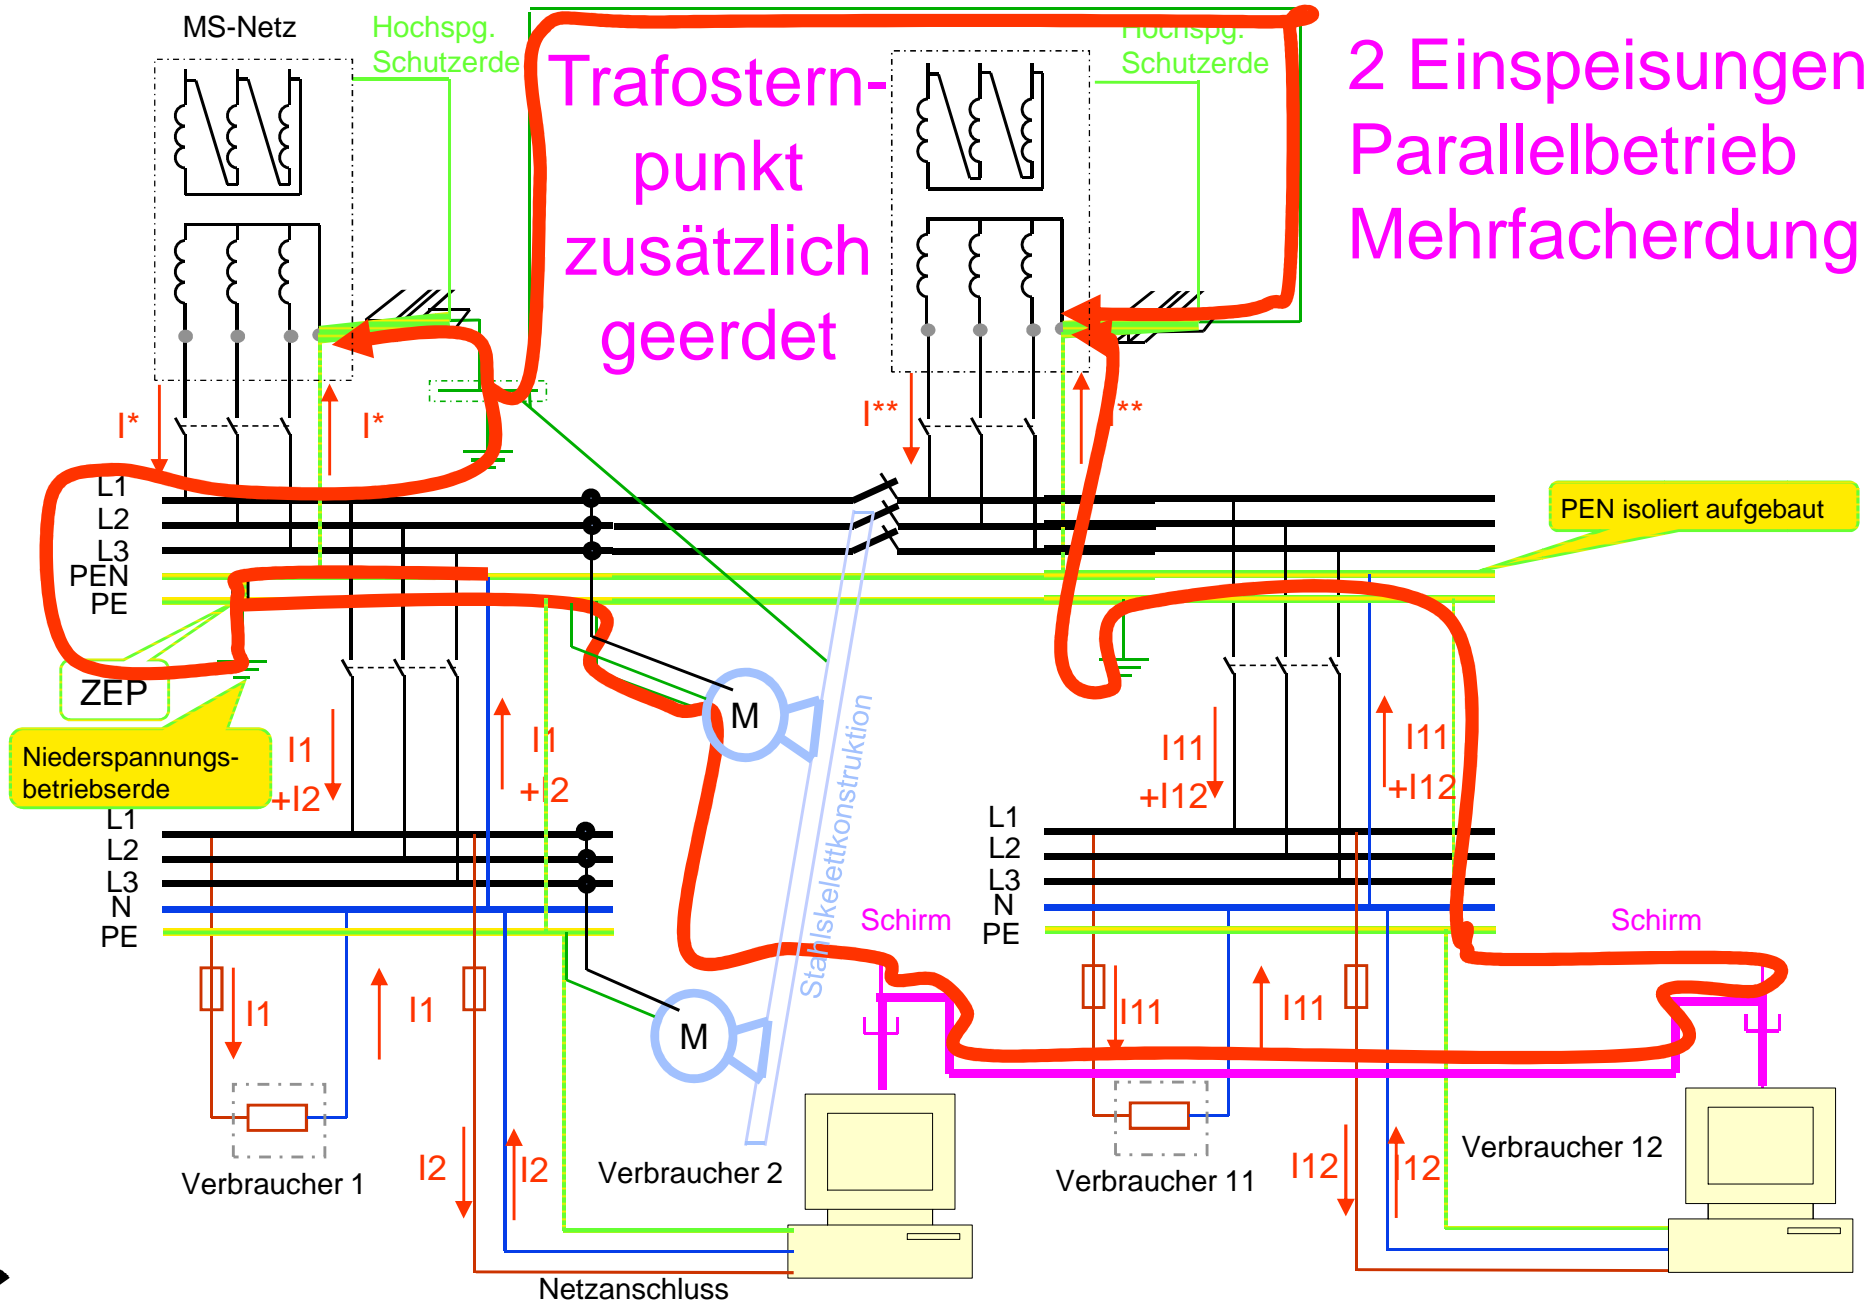 MS-Netz
Hochspg.
Schutzerde
Trafostern-
punkt
zusätzlich
geerdet
Hochspg.
Schutzerde
2 Einspeisungen
Parallelbetrieb
Mehrfacherdung
I*
I*
I**
I**
L1
L2
L3
PEN
PE
PEN isoliert aufgebaut
ZEP
Niederspannungs-
betriebserde
I1
+I2
I1
+I2
M
Stahlskelettkonstruktion
I11
+I12
I11
+I12
L1
L2
L3
N
PE
L1
L2
L3
N
PE
Schirm
Schirm
I1
I1
M
I11
I11
Verbraucher 1
I2
I2
Verbraucher 2
Verbraucher 11
I12
I12
Verbraucher 12
Netzanschluss